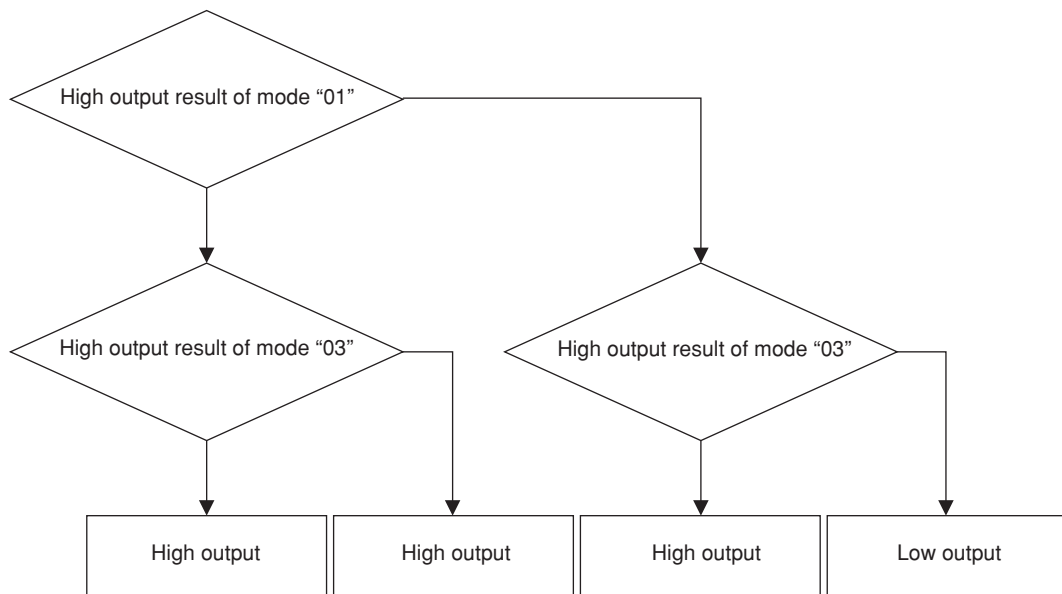 High output result of mode “01”
High output result of mode “03”
High output result of mode “03”
High output
High output
High output
Low output